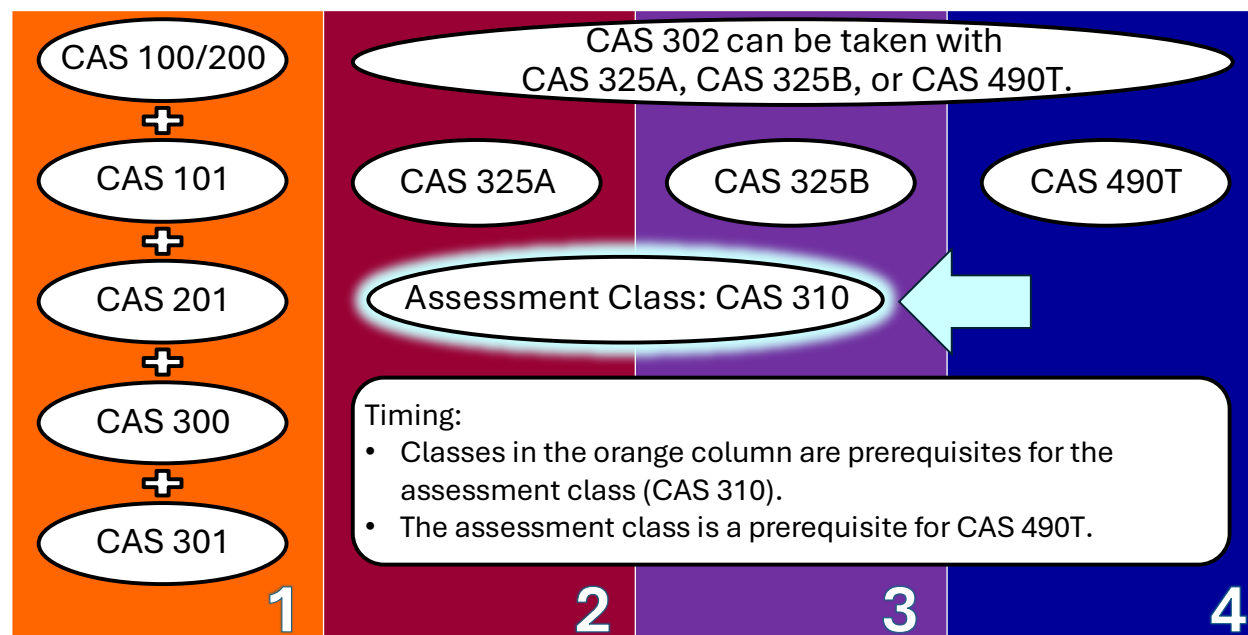 CAS 100/200
+
CAS 101
+
CAS 201
+
CAS 300
+
CAS 301
1
CAS 302 can be taken with
CAS 325A, CAS 325B, or CAS 490T.
CAS 325A
CAS 325B
CAS 490T
Assessment Class: CAS 310
Timing:
• Classes in the orange column are prerequisites for the
assessment class (CAS 310).
• The assessment class is a prerequisite for CAS 490T.
2
3
4